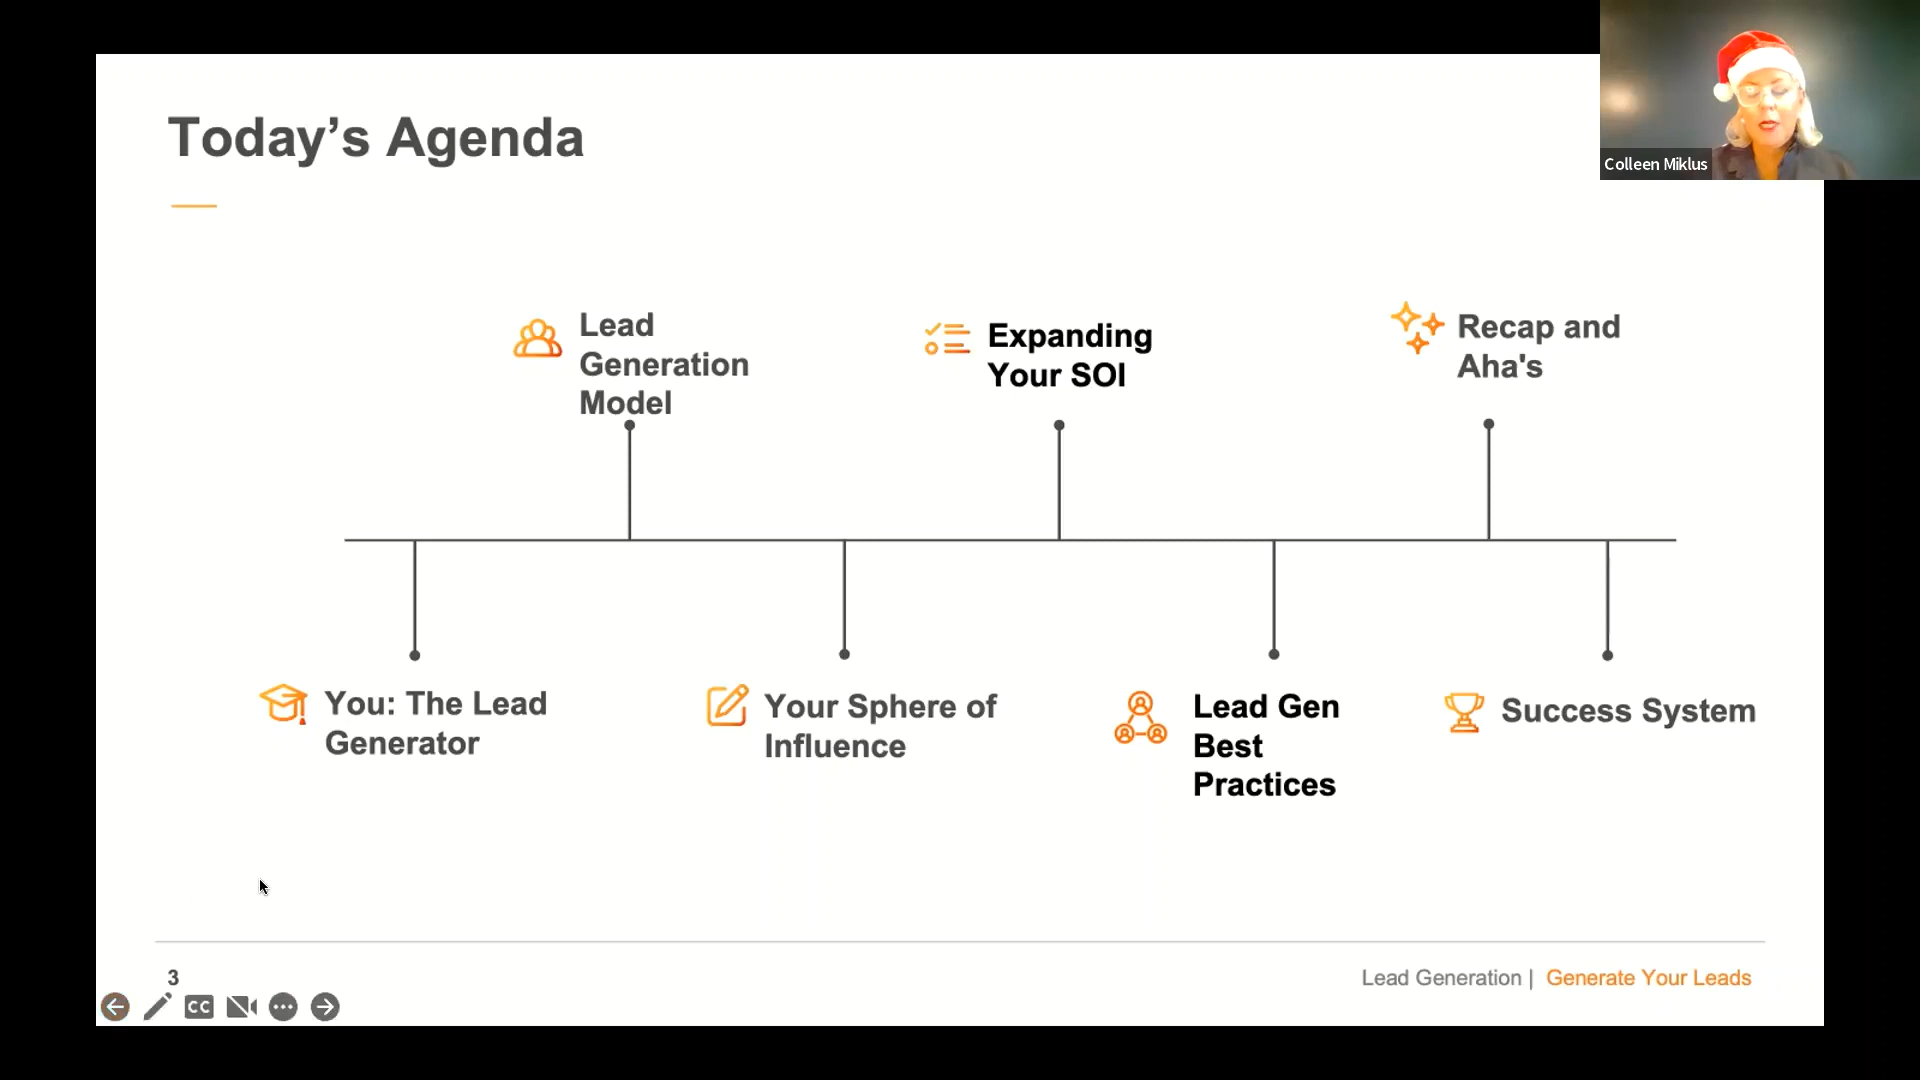 Today’s Agenda
Colleen Miklus
Lead
Generation
Model
Expanding
Your SOI
Recap and
Aha's
You: The Lead
Generator
Your Sphere of
Influence
Lead Gen
Best
Practices
Success System
3
Lead Generation | Generate Your Leads
CC